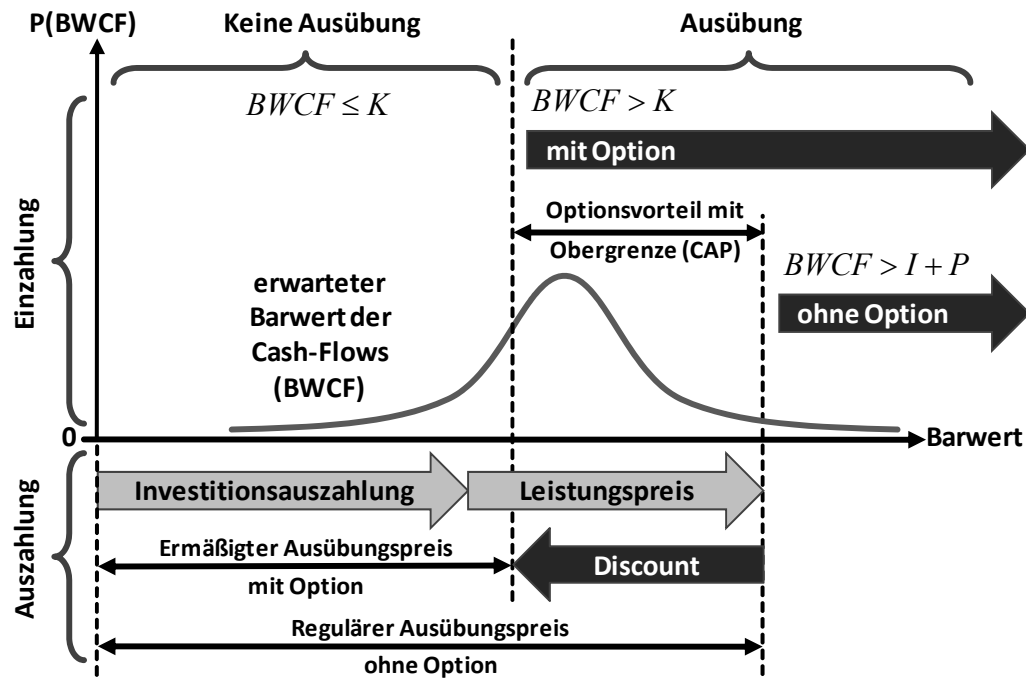 P(BWCF)
Keine Ausübung
Ausübung
BWCF ≤ K
BWCF > K
mit Option
Einzahlung
Optionsvorteil mit
Obergrenze (CAP)
BWCF > I + P
ohne Option
erwarteter
Barwert der
Cash-Flows
(BWCF)
0
Barwert
Auszahlung
Investitionsauszahlung
Leistungspreis
Ermäßigter Ausübungspreis
mit Option
Discount
Regulärer Ausübungspreis
ohne Option